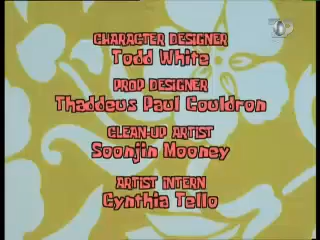 CHARACTER DESIGNER
Todd White
PROP DESIGNER
Thaddeus Paul Couldron
CLEAN-UP ARTIST
Soonjin Mooney
ARTIST INTERN
Cynthia Tello